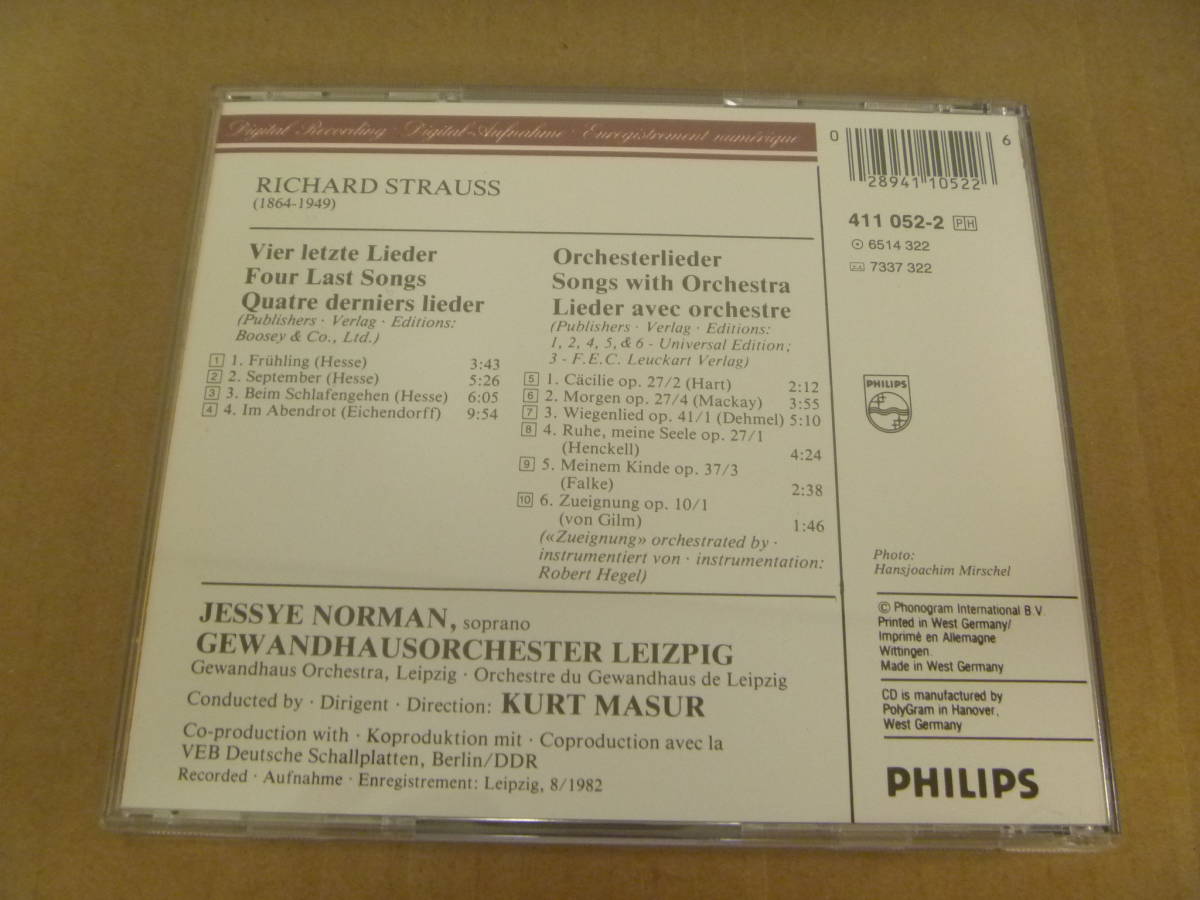 Digital Recording · Digital-Aufnahme · Enregistrement numérique
RICHARD STRAUSS
(1864-1949)
Vier letzte Lieder
Four Last Songs
Quatre derniers lieder
(Publishers · Verlag · Editions:
Boosey & Co., Ltd.)
1 1. Frühling (Hesse) 3:43
2 2. September (Hesse) 5:26
3 3. Beim Schlafengehen (Hesse) 6:05
4 4. Im Abendrot (Eichendorff) 9:54
Orchesterlieder
Songs with Orchestra
Lieder avec orchestre
(Publishers · Verlag · Editions:
1, 2, 4, 5, & 6 - Universal Edition;
3 - F.E.C. Leuckart Verlag)
5 1. Cäcilie op. 27/2 (Hart) 2:12
6 2. Morgen op. 27/4 (Mackay) 3:55
7 3. Wiegenlied op. 41/1 (Dehmel) 5:10
8 4. Ruhe, meine Seele op. 27/1
(Henckell) 4:24
9 5. Meinem Kinde op. 37/3
(Falke) 2:38
10 6. Zueignung op. 10/1
(von Gilm) 1:46
(«Zueignung» orchestrated by ·
instrumentiert von · instrumentation:
Robert Hegel)
JESSYE NORMAN, soprano
GEWANDHAUSORCHESTER LEIZPIG
Gewandhaus Orchestra, Leipzig · Orchestre du Gewandhaus de Leipzig
Conducted by · Dirigent · Direction: KURT MASUR
Co-production with · Koproduktion mit · Coproduction avec la
VEB Deutsche Schallplatten, Berlin/DDR
Recorded · Aufnahme · Enregistrement: Leipzig, 8/1982
0 28941 10522 6
411 052-2 PH
6514 322
7337 322
PHILIPS
Photo:
Hansjoachim Mirschel
© Phonogram International B.V.
Printed in West Germany/
Imprimé en Allemagne
Wittingen.
Made in West Germany
CD is manufactured by
PolyGram in Hanover,
West Germany
PHILIPS